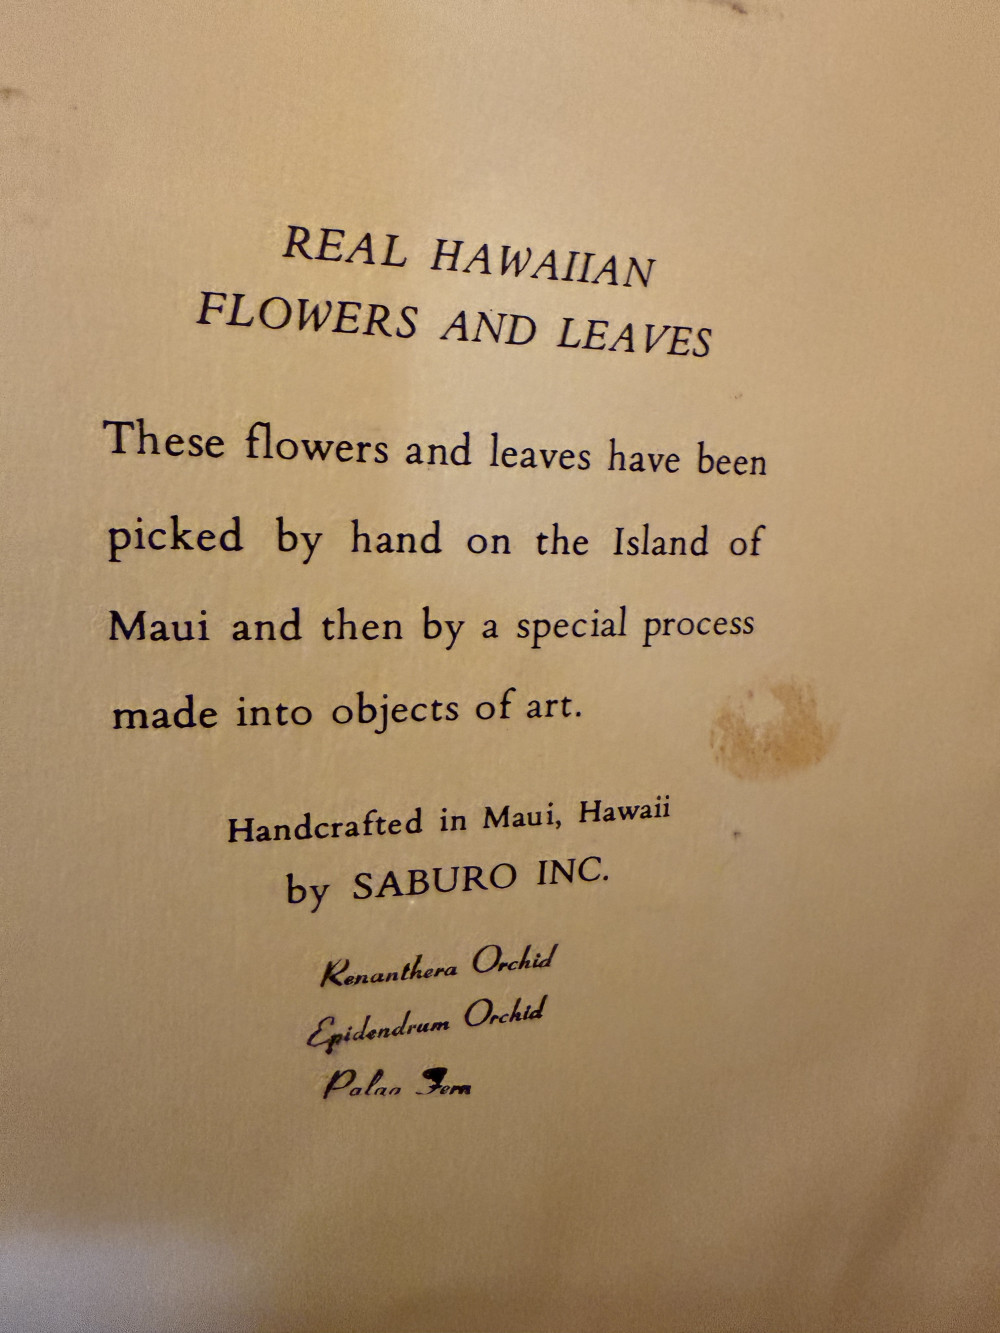 REAL HAWAIIAN
FLOWERS AND LEAVES
These flowers and leaves have been
picked by hand on the Island of
Maui and then by a special process
made into objects of art.
Handcrafted in Maui, Hawaii
by SABURO INC.
Renanthera Orchid
Epidendrum Orchid
Palao Fern